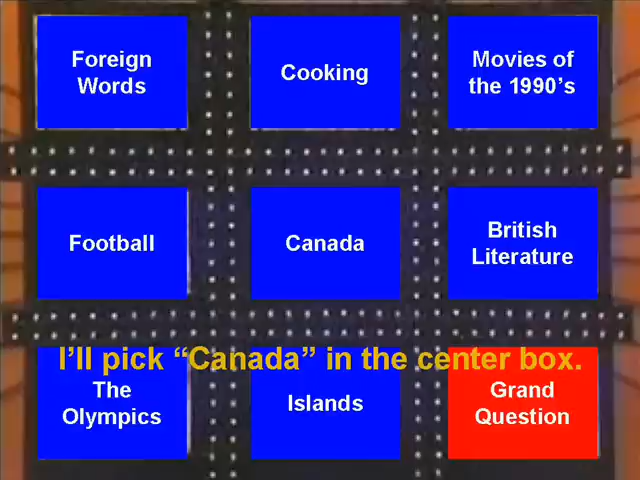 Foreign
Words
Cooking
Movies of
the 1990's
Football
Canada
British
Literature
I'll pick “Canada” in the center box.
The
Olympics
Islands
Grand
Question